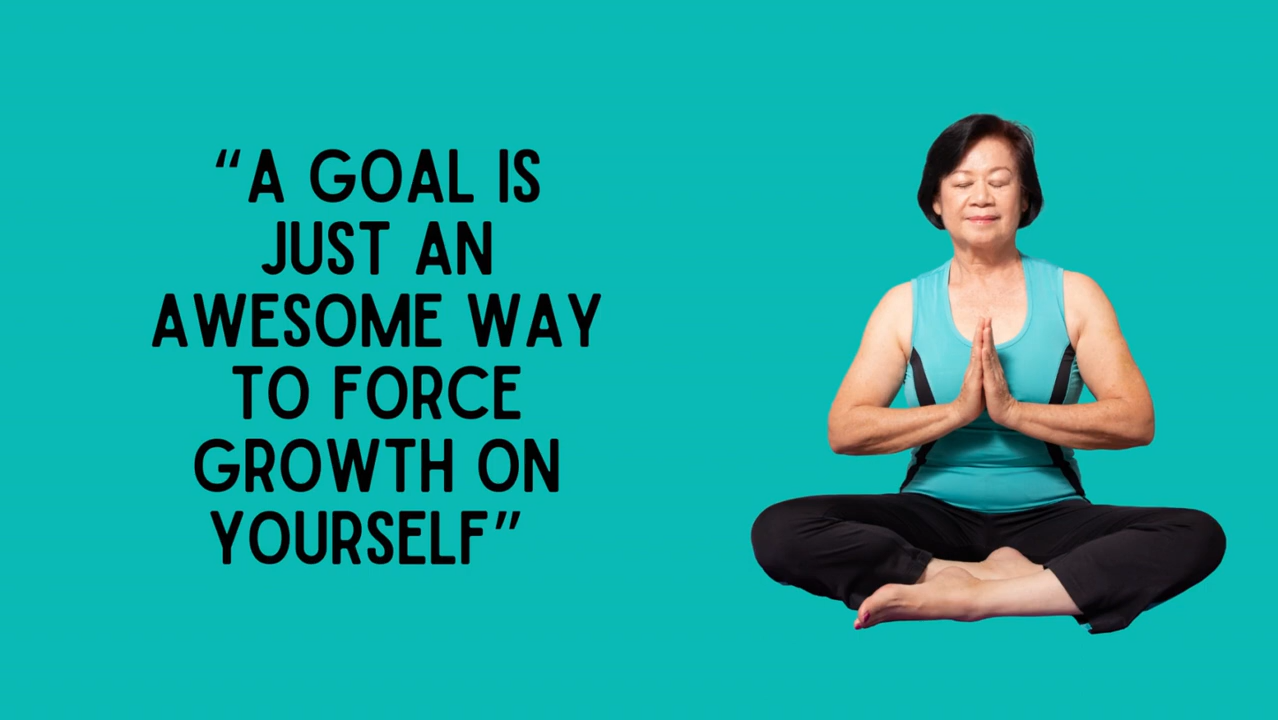 “A GOAL IS
JUST AN
AWESOME WAY
TO FORCE
GROWTH ON
YOURSELF”